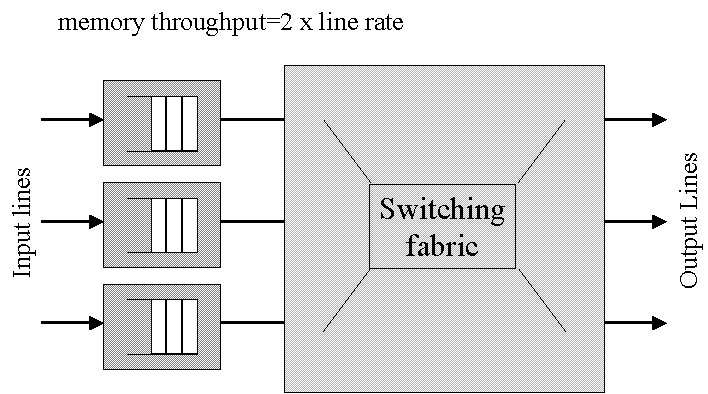 memory throughput=2 x line rate
Input lines
Switching
fabric
Output Lines